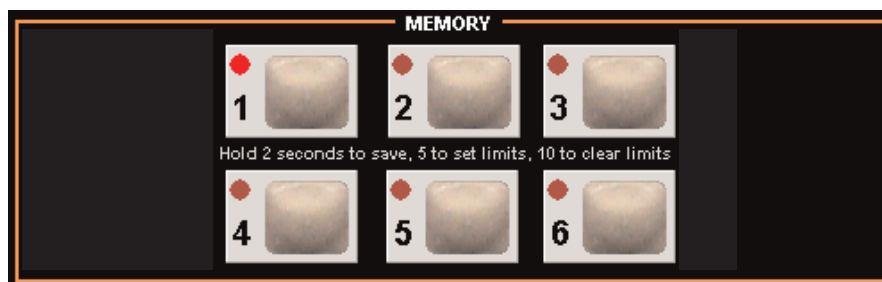 MEMORY
1 2 3
Hold 2 seconds to save, 5 to set limits, 10 to clear limits
4 5 6